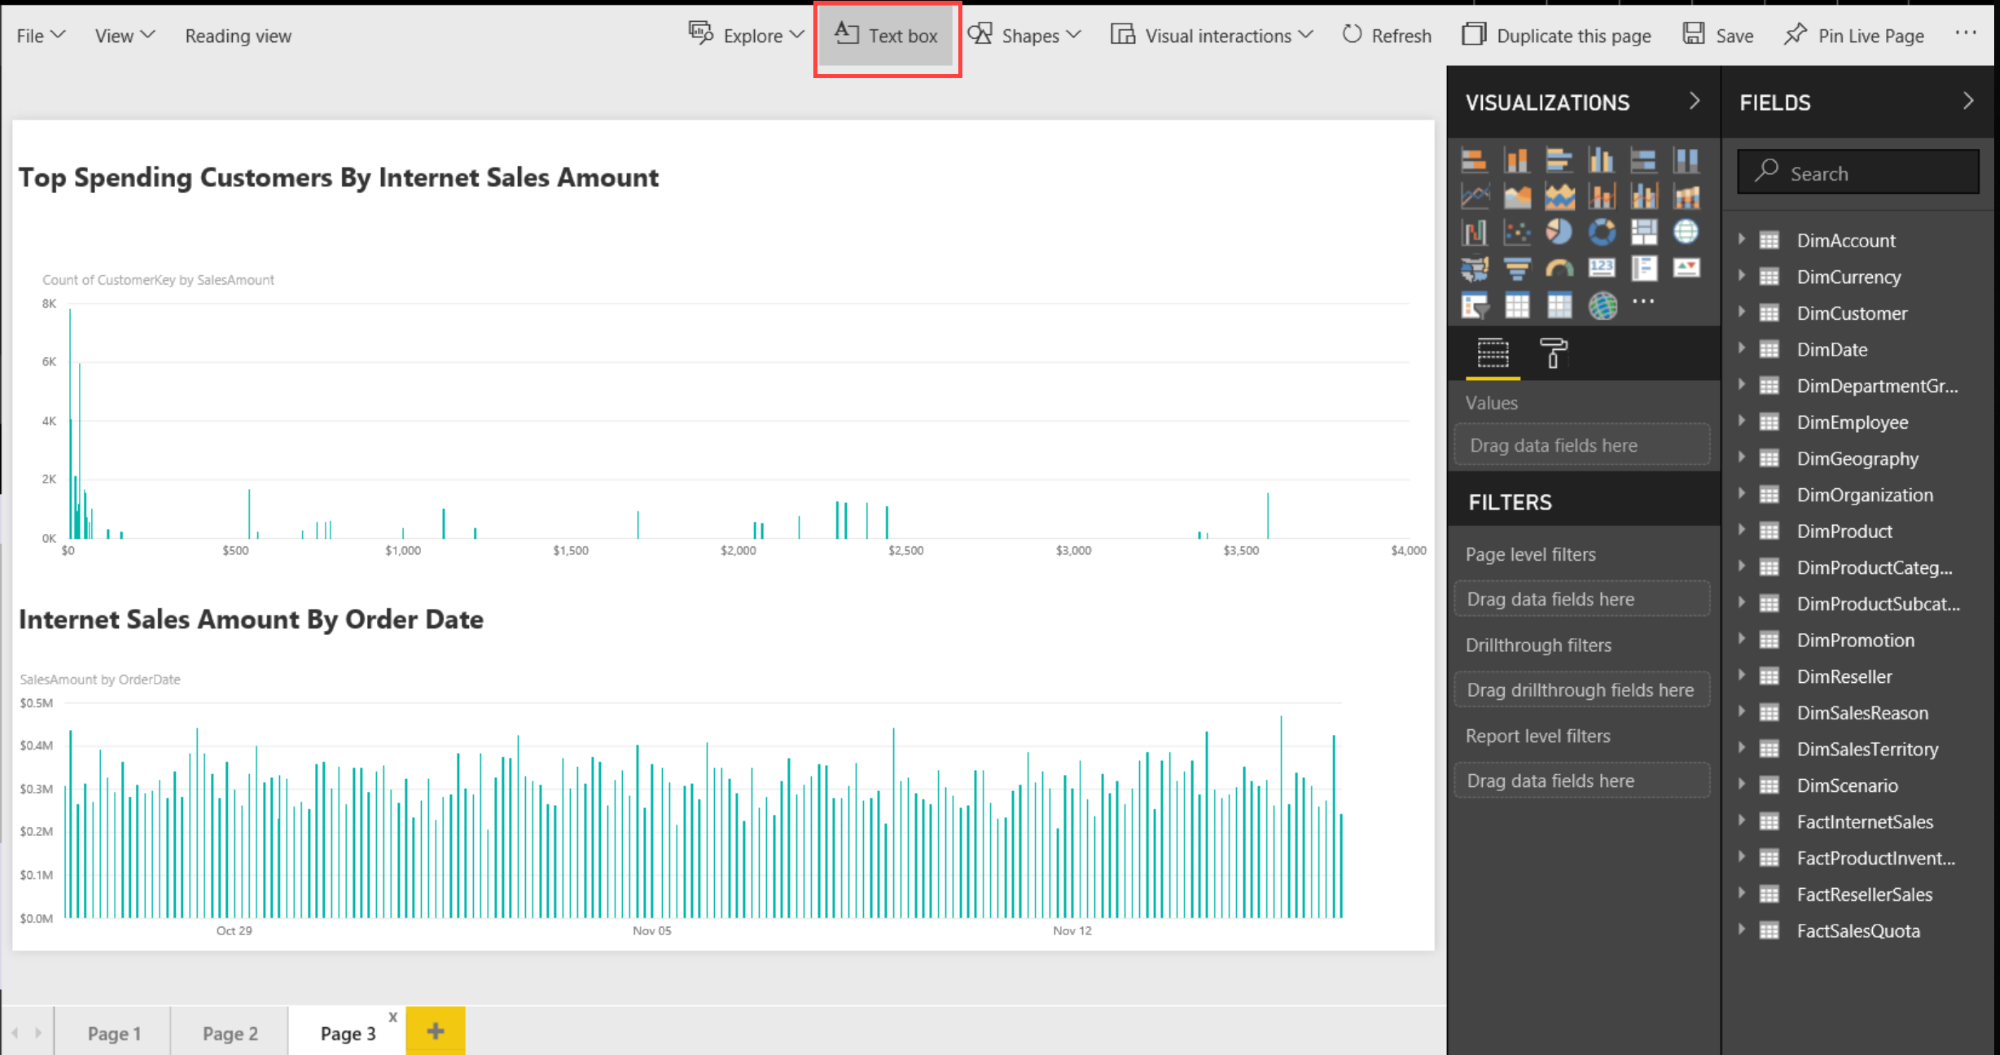 File View Reading view Explore Text box Shapes Visual interactions Refresh Duplicate this page Save Pin Live Page ...
Top Spending Customers By Internet Sales Amount
Count of CustomerKey by SalesAmount
8K
6K
4K
2K
0K
$0 $500 $1,000 $1,500 $2,000 $2,500 $3,000 $3,500 $4,000
Internet Sales Amount By Order Date
SalesAmount by OrderDate
$0.5M
$0.4M
$0.3M
$0.2M
$0.1M
$0.0M
Oct 29 Nov 05 Nov 12
Page 1 Page 2 Page 3 x +
VISUALIZATIONS
123
...
Values
Drag data fields here
FILTERS
Page level filters
Drag data fields here
Drillthrough filters
Drag drillthrough fields here
Report level filters
Drag data fields here
FIELDS
Search
DimAccount
DimCurrency
DimCustomer
DimDate
DimDepartmentGr...
DimEmployee
DimGeography
DimOrganization
DimProduct
DimProductCateg...
DimProductSubcat...
DimPromotion
DimReseller
DimSalesReason
DimSalesTerritory
DimScenario
FactInternetSales
FactProductInvent...
FactResellerSales
FactSalesQuota